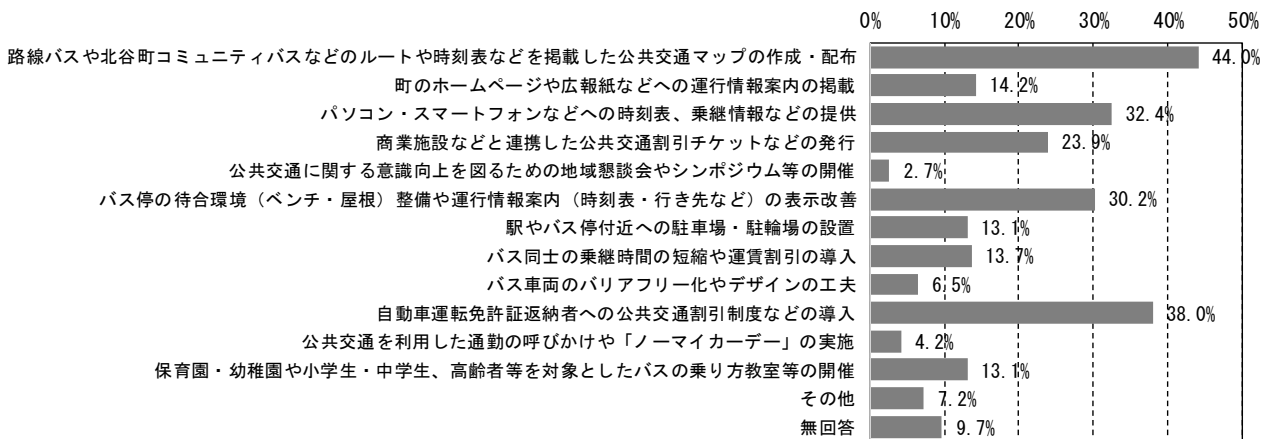 0% 10% 20% 30% 40% 50%
路線バスや北谷町コミュニティバスなどのルートや時刻表などを掲載した公共交通マップの作成・配布 44.0%
町のホームページや広報紙などへの運行情報案内の掲載 14.2%
パソコン・スマートフォンなどへの時刻表、乗継情報などの提供 32.4%
商業施設などと連携した公共交通割引チケットなどの発行 23.9%
公共交通に関する意識向上を図るための地域懇談会やシンポジウム等の開催 2.7%
バス停の待合環境（ベンチ・屋根）整備や運行情報案内（時刻表・行き先など）の表示改善 30.2%
駅やバス停付近への駐車場・駐輪場の設置 13.1%
バス同士の乗継時間の短縮や運賃割引の導入 13.7%
バス車両のバリアフリー化やデザインの工夫 6.5%
自動車運転免許証返納者への公共交通割引制度などの導入 38.0%
公共交通を利用した通勤の呼びかけや「ノーマイカーデー」の実施 4.2%
保育園・幼稚園や小学生・中学生、高齢者等を対象としたバスの乗り方教室等の開催 13.1%
その他 7.2%
無回答 9.7%